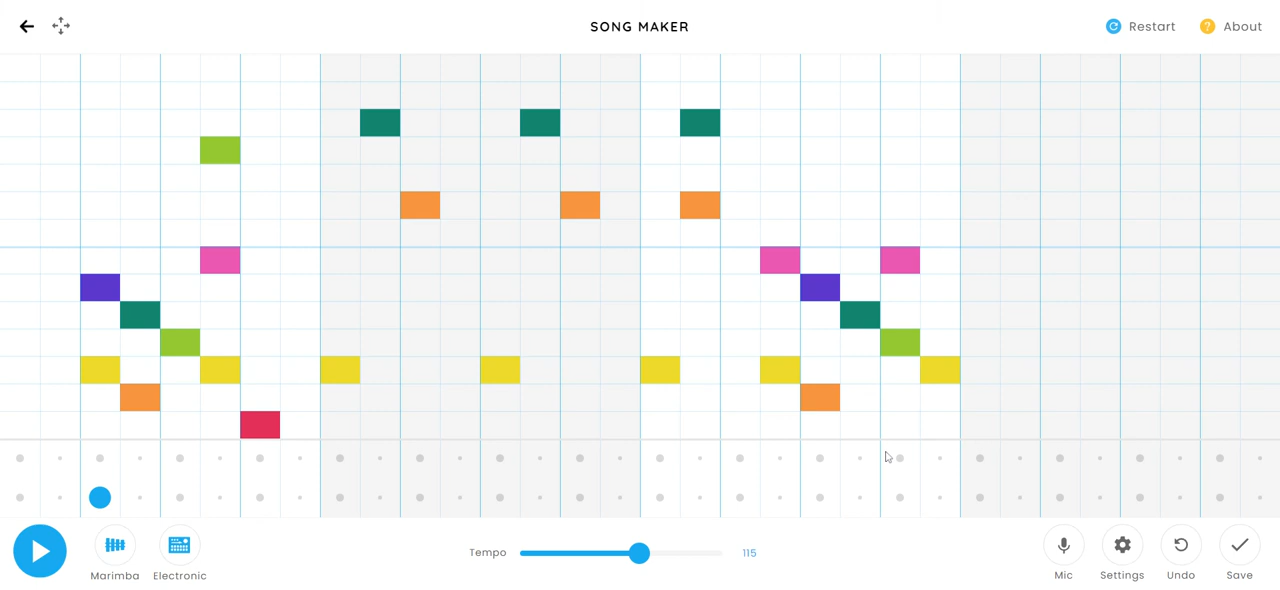 SONG MAKER
Restart
About
Tempo
115
Marimba
Electronic
Mic
Settings
Undo
Save